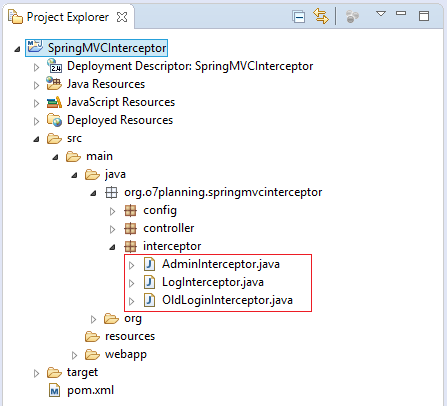 Project Explorer
SpringMVCInterceptor
Deployment Descriptor: SpringMVCInterceptor
Java Resources
JavaScript Resources
Deployed Resources
src
main
java
org.o7planning.springmvcinterceptor
config
controller
interceptor
AdminInterceptor.java
LogInterceptor.java
OldLoginInterceptor.java
org
resources
webapp
target
pom.xml